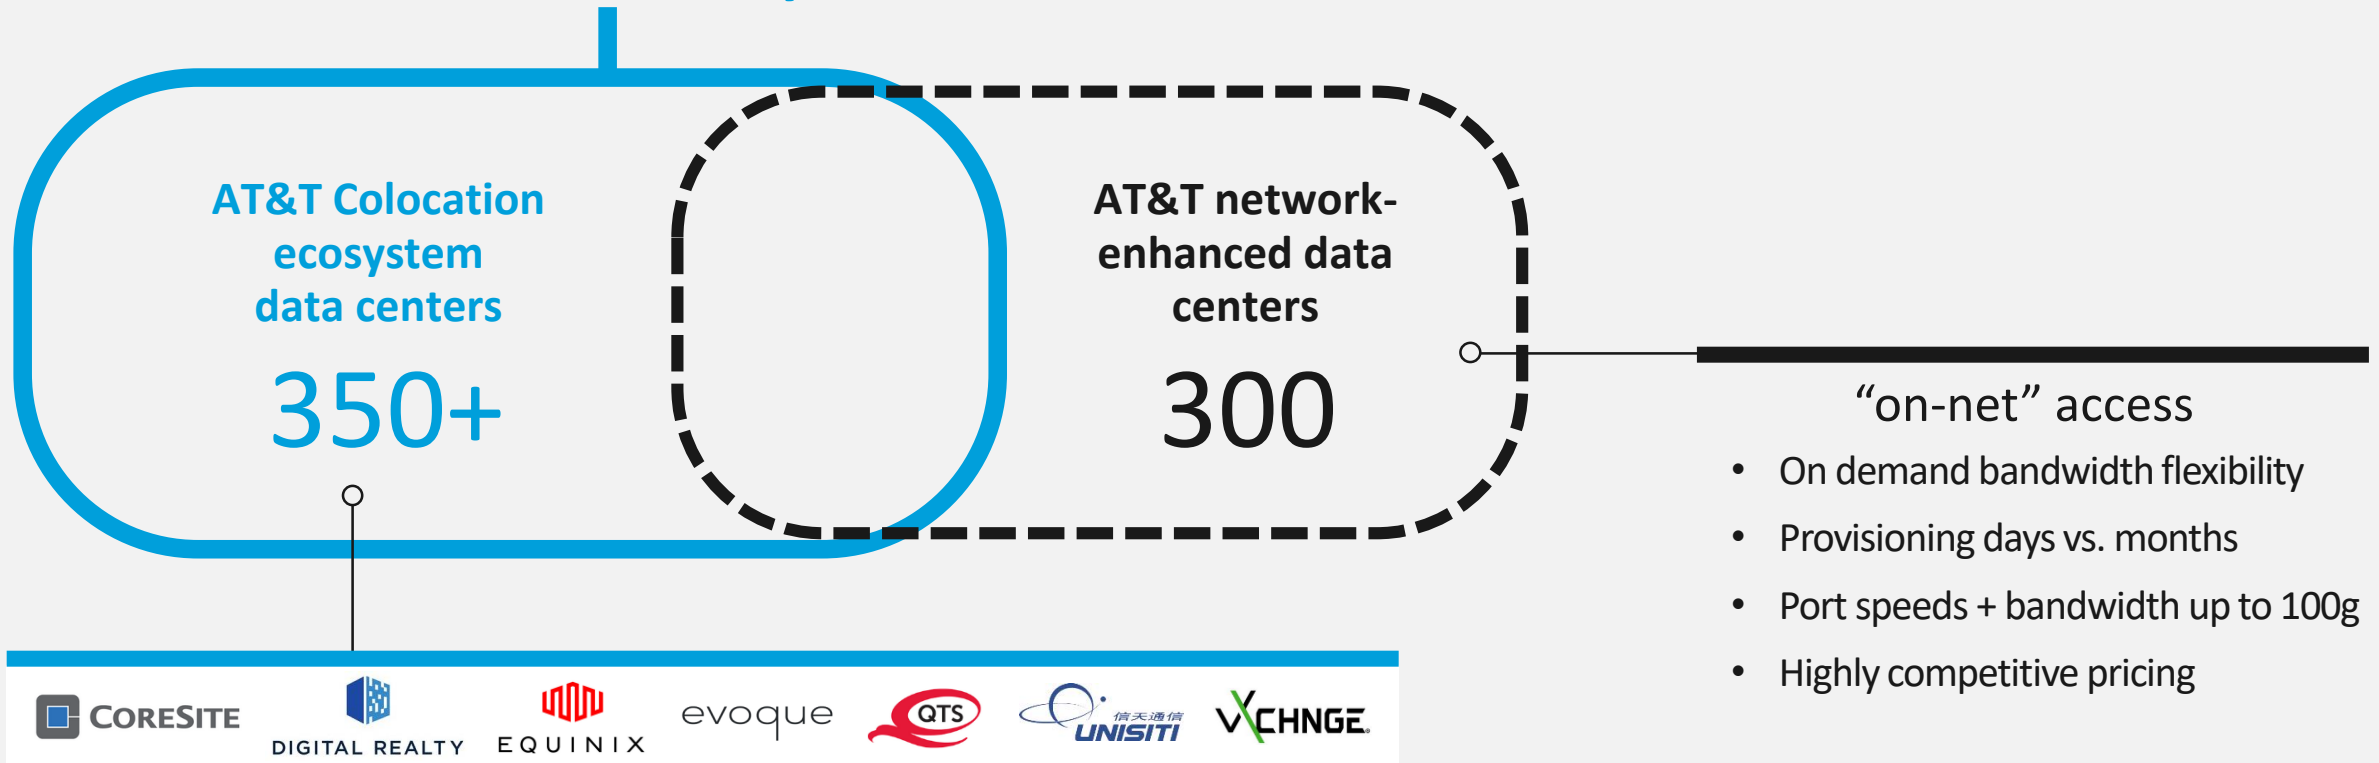 AT&T Colocation
ecosystem
data centers
350+
AT&T network-
enhanced data
centers
300
“on-net” access
• On demand bandwidth flexibility
• Provisioning days vs. months
• Port speeds + bandwidth up to 100g
• Highly competitive pricing
CORESITE
DIGITAL REALTY
EQUINIX
evoque
QTS
信天通信
UNISITI
VXCHNGE.